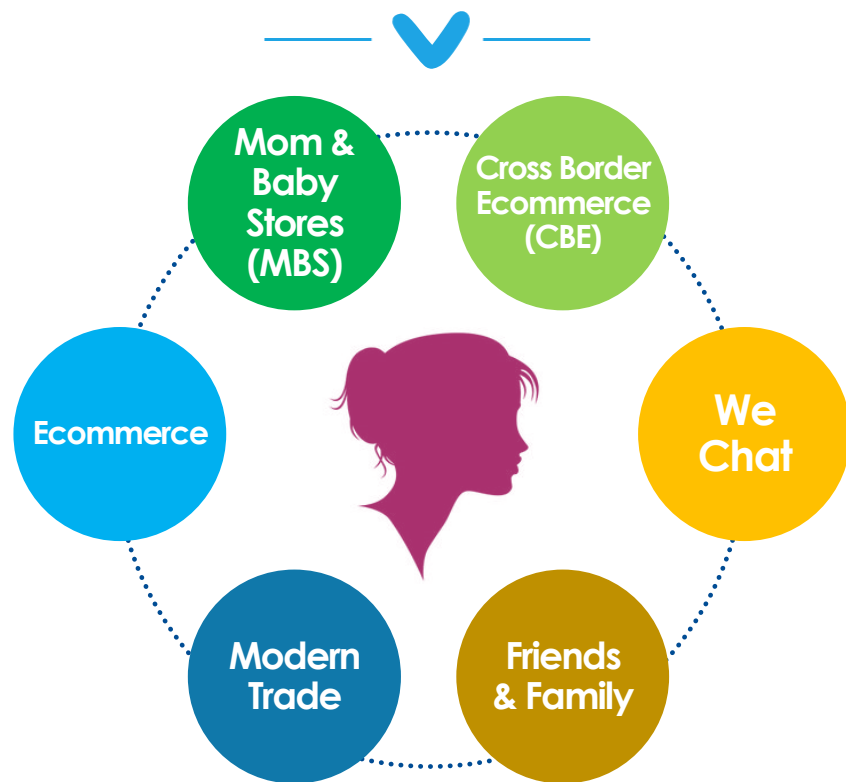 Mom &
Baby
Stores
(MBS)
Cross Border
Ecommerce
(CBE)
Ecommerce
We
Chat
Modern
Trade
Friends
& Family